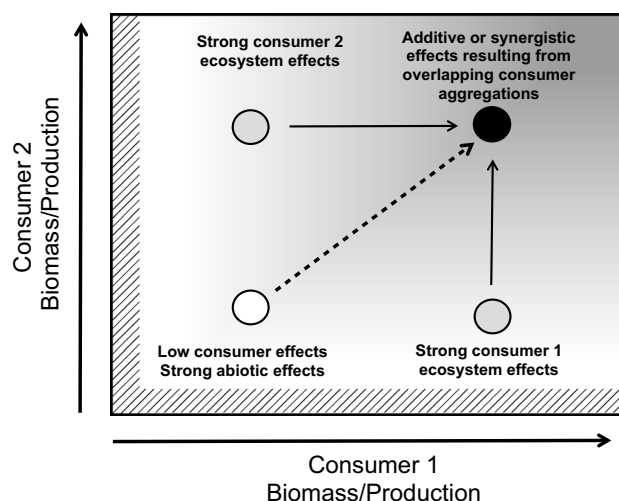 Strong consumer 2
ecosystem effects
Additive or synergistic
effects resulting from
overlapping consumer
aggregations
Consumer 2
Biomass/Production
Low consumer effects
Strong abiotic effects
Strong consumer 1
ecosystem effects
Consumer 1
Biomass/Production